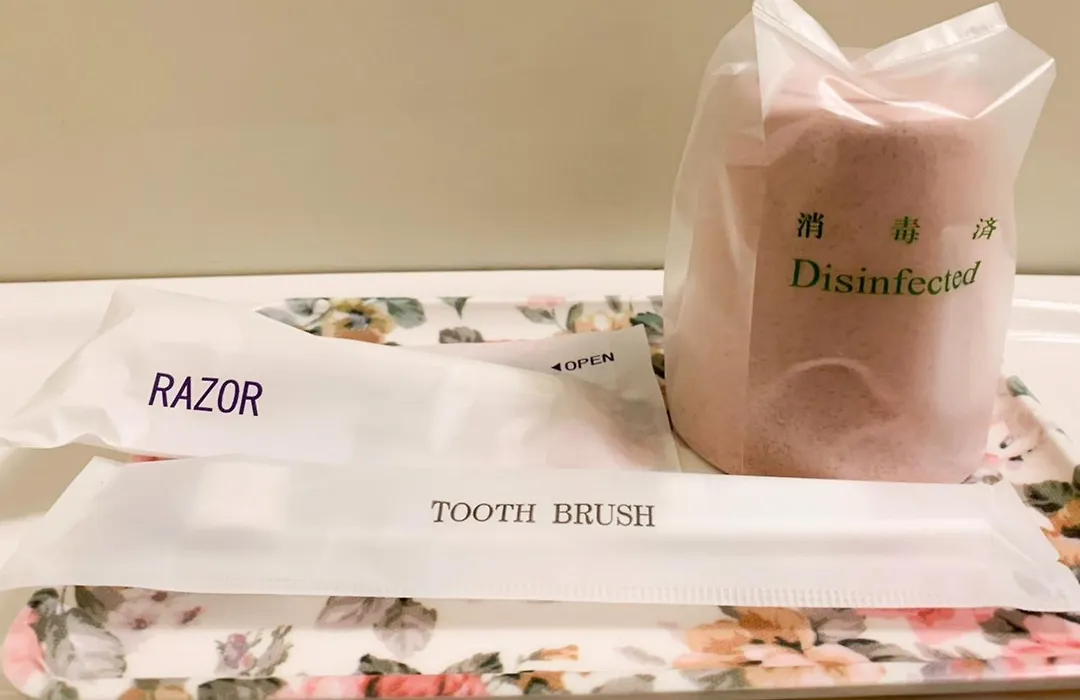 消毒済
Disinfected
◀OPEN
RAZOR
TOOTH BRUSH